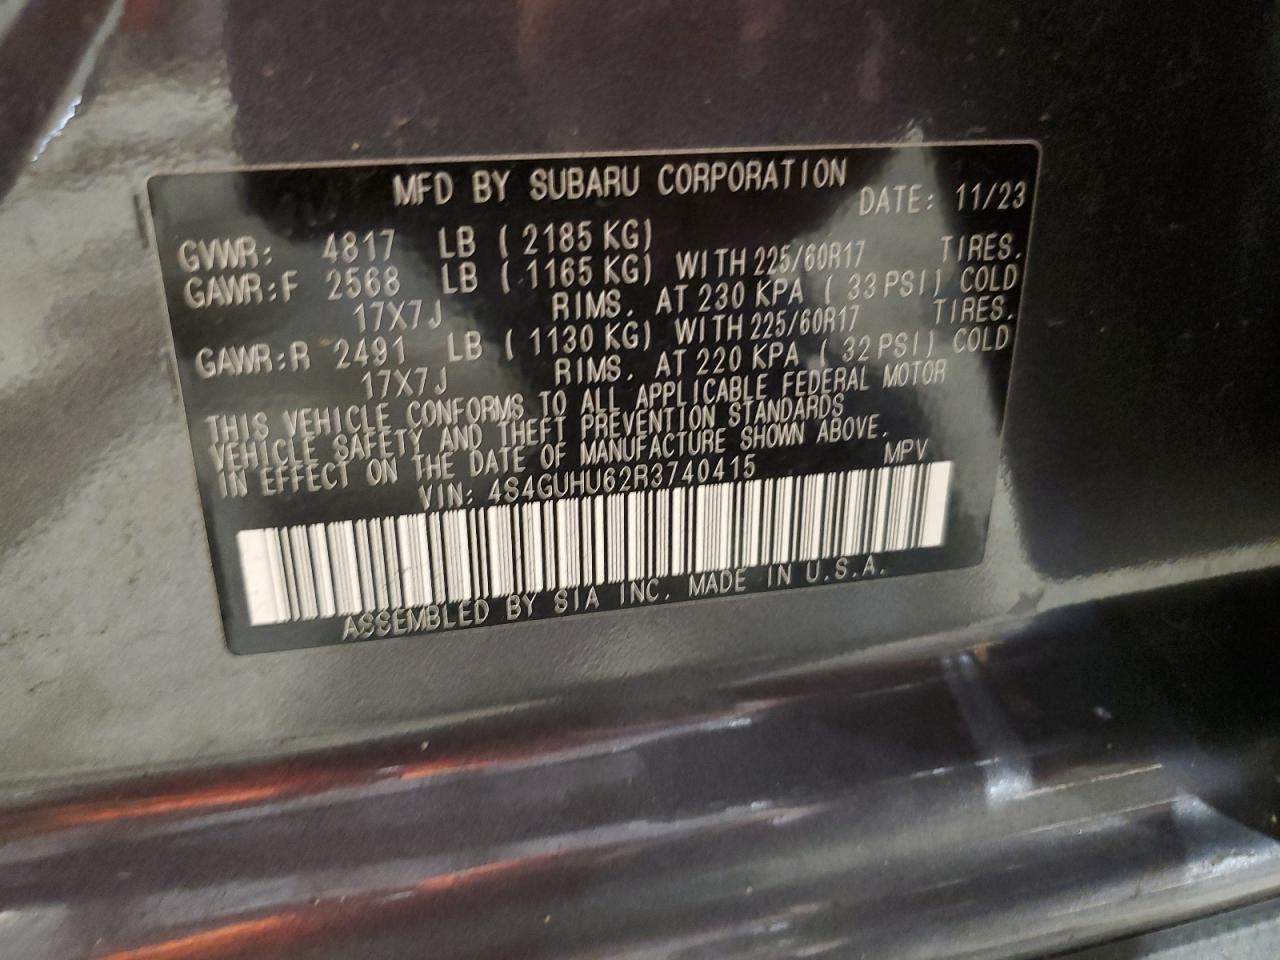 MFD BY SUBARU CORPORATION
DATE: 11/23
GVWR: 4817 LB ( 2185 KG)
GAWR:F 2568 LB ( 1165 KG) WITH 225/60R17 TIRES.
17X7J RIMS. AT 230 KPA ( 33 PSI) COLD
GAWR:R 2491 LB ( 1130 KG) WITH 225/60R17 TIRES.
17X7J RIMS. AT 220 KPA ( 32 PSI) COLD
THIS VEHICLE CONFORMS TO ALL APPLICABLE FEDERAL MOTOR
VEHICLE SAFETY AND THEFT PREVENTION STANDARDS
IN EFFECT ON THE DATE OF MANUFACTURE SHOWN ABOVE.
VIN: 4S4GUHU62R3740415 MPV
ASSEMBLED BY SIA INC. MADE IN U.S.A.